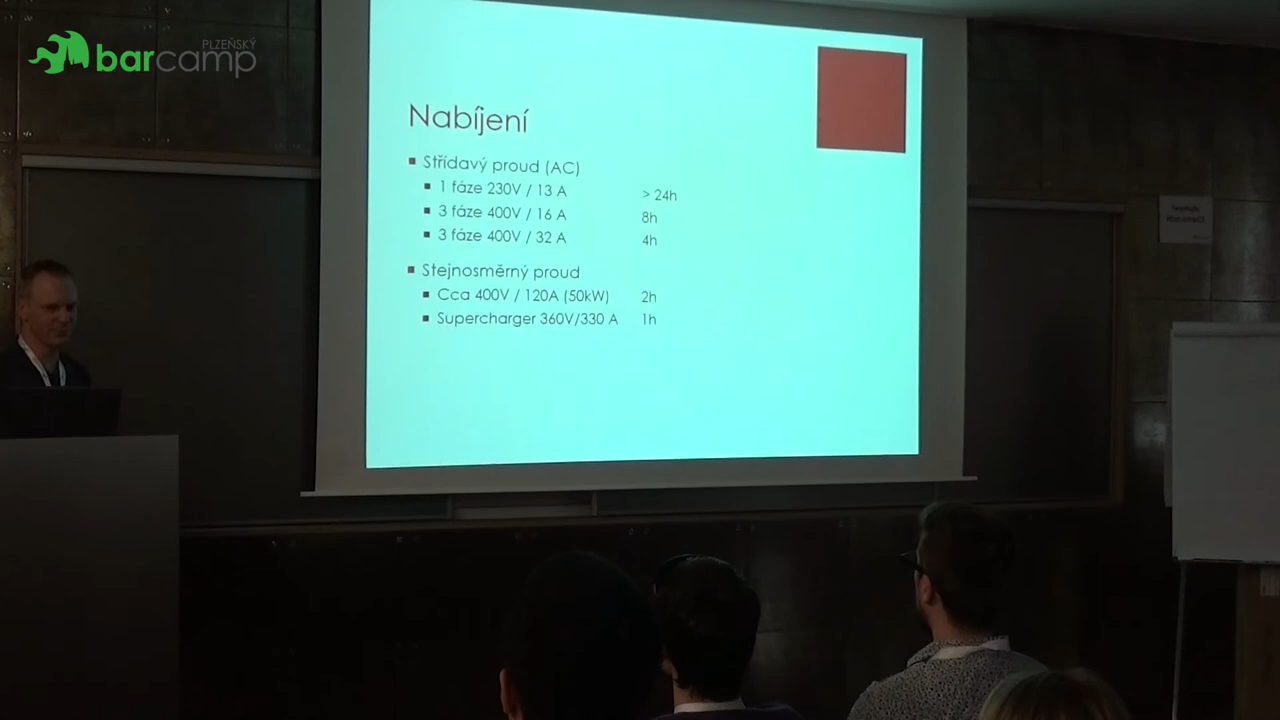 PLZEŇSKÝ
barcamp
Nabíjení
Střídavý proud (AC)
1 fáze 230V / 13 A > 24h
3 fáze 400V / 16 A 8h
3 fáze 400V / 32 A 4h
Stejnosměrný proud
Cca 400V / 120A (50kW) 2h
Supercharger 360V/330 A 1h